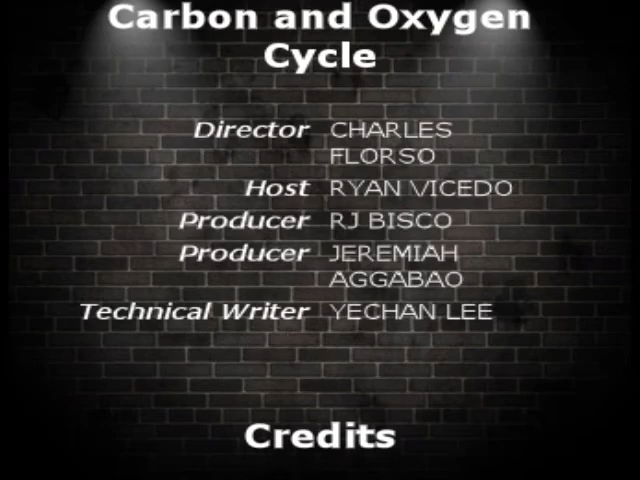 Carbon and Oxygen
Cycle
Director CHARLES
FLORSO
Host RYAN VICEDO
Producer RJ BISCO
Producer JEREMIAH
AGGABAO
Technical Writer YECHAN LEE
Credits